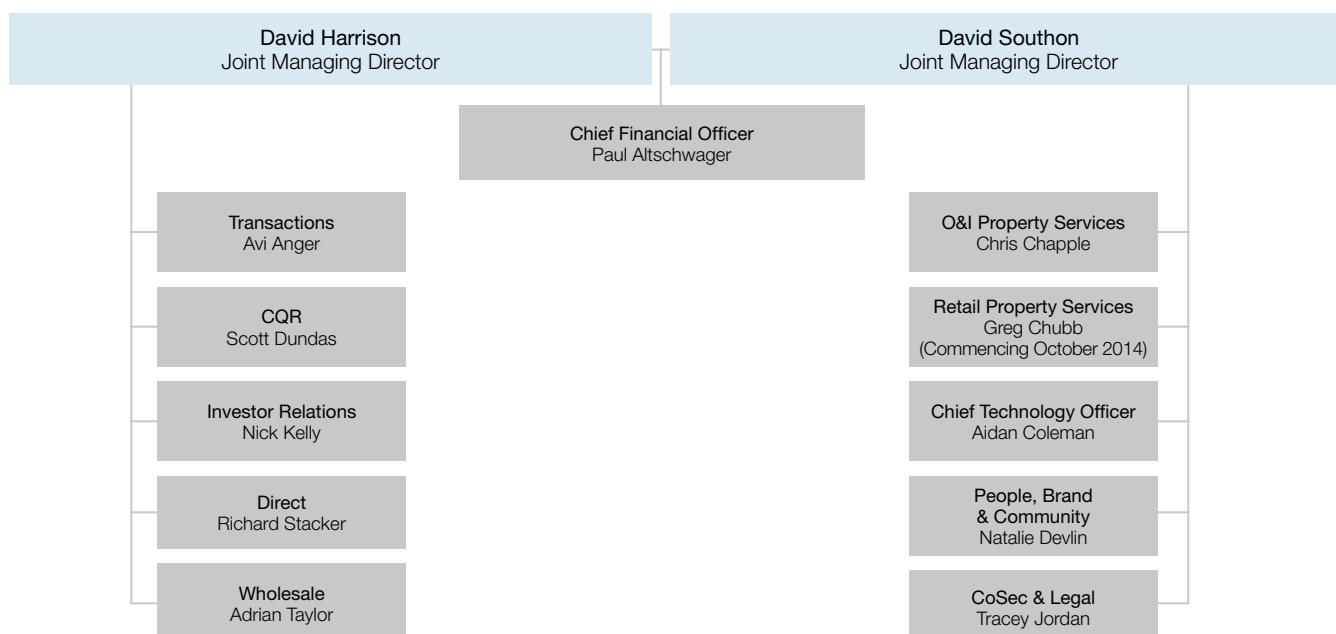 David Harrison
Joint Managing Director
David Southon
Joint Managing Director
Chief Financial Officer
Paul Altschwager
Transactions
Avi Anger
CQR
Scott Dundas
Investor Relations
Nick Kelly
Direct
Richard Stacker
Wholesale
Adrian Taylor
O&I Property Services
Chris Chapple
Retail Property Services
Greg Chubb
(Commencing October 2014)
Chief Technology Officer
Aidan Coleman
People, Brand
& Community
Natalie Devlin
CoSec & Legal
Tracey Jordan